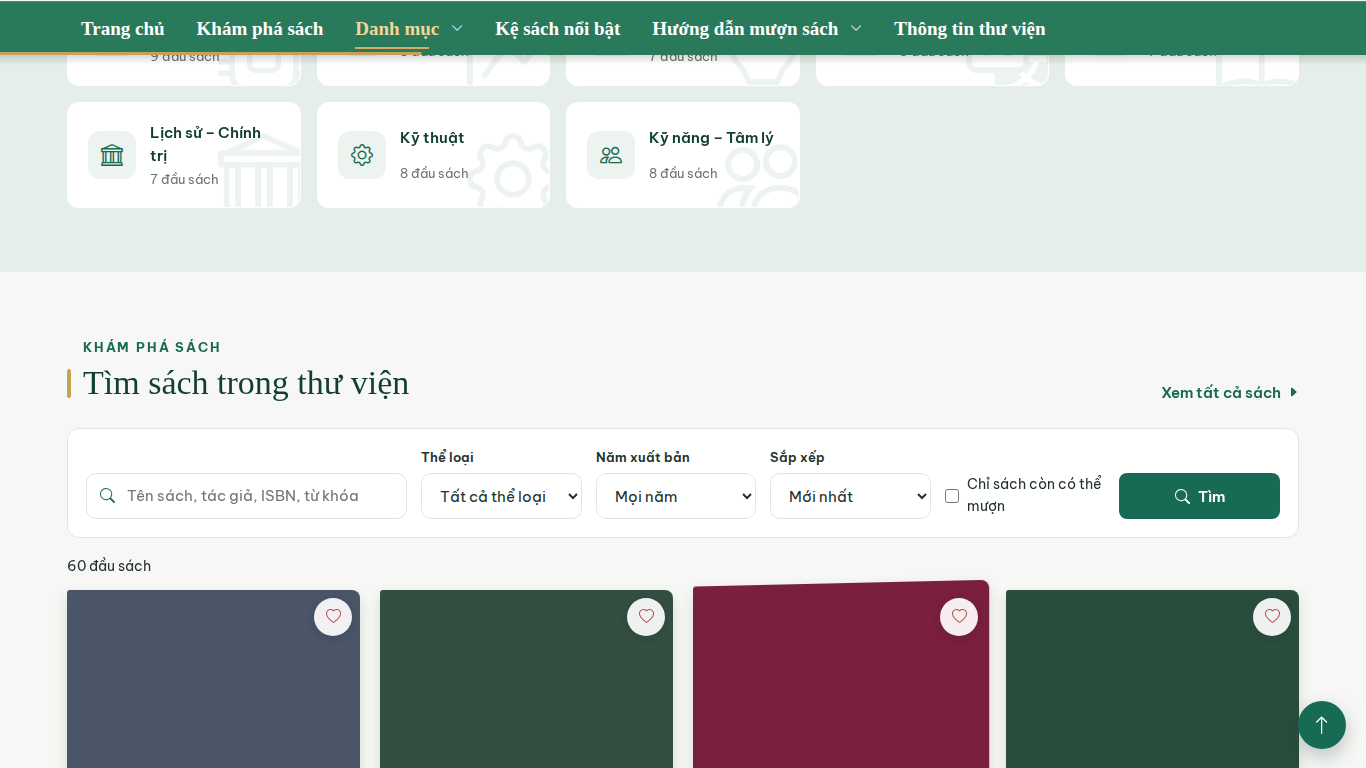 Trang chủ Khám phá sách Danh mục Kệ sách nổi bật Hướng dẫn mượn sách Thông tin thư viện
9 đầu sách 7 đầu sách
Lịch sử – Chính trị
7 đầu sách
Kỹ thuật
8 đầu sách
Kỹ năng – Tâm lý
8 đầu sách
KHÁM PHÁ SÁCH
Tìm sách trong thư viện
Xem tất cả sách
Thể loại Năm xuất bản Sắp xếp
Tên sách, tác giả, ISBN, từ khóa Tất cả thể loại Mọi năm Mới nhất Chỉ sách còn có thể mượn Tìm
60 đầu sách